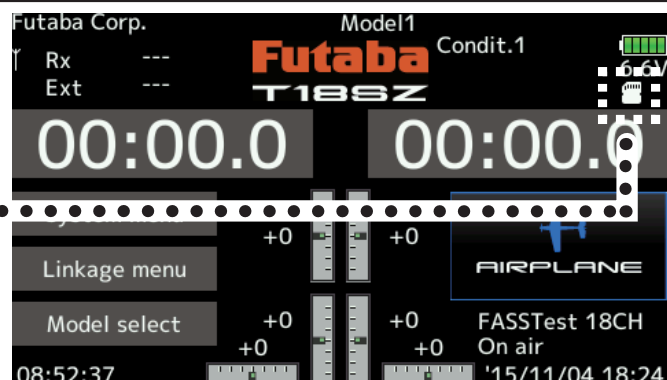 Futaba Corp.
Model1
Rx ---
Ext ---
Futaba
T18SZ
Condit.1
6.6V
00:00.0
00:00.0
+0
+0
Linkage menu
AIRPLANE
Model select
+0
+0
+0
+0
FASSTest 18CH
On air
08:52:37
'15/11/04 18:24